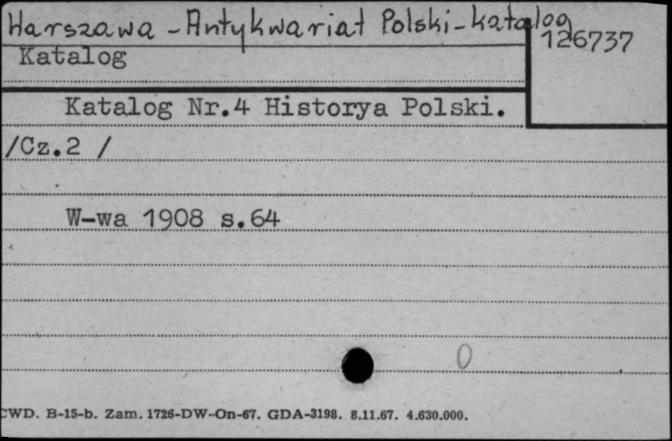 Warszawa - Antykwariat Polski - katalog
126737
Katalog
Katalog Nr.4 Historya Polski.
/Cz.2 /
W-wa 1908 s.64
0
CWD. B-15-b. Zam. 1726-DW-On-67. GDA-3198. 8.11.67. 4.630.000.